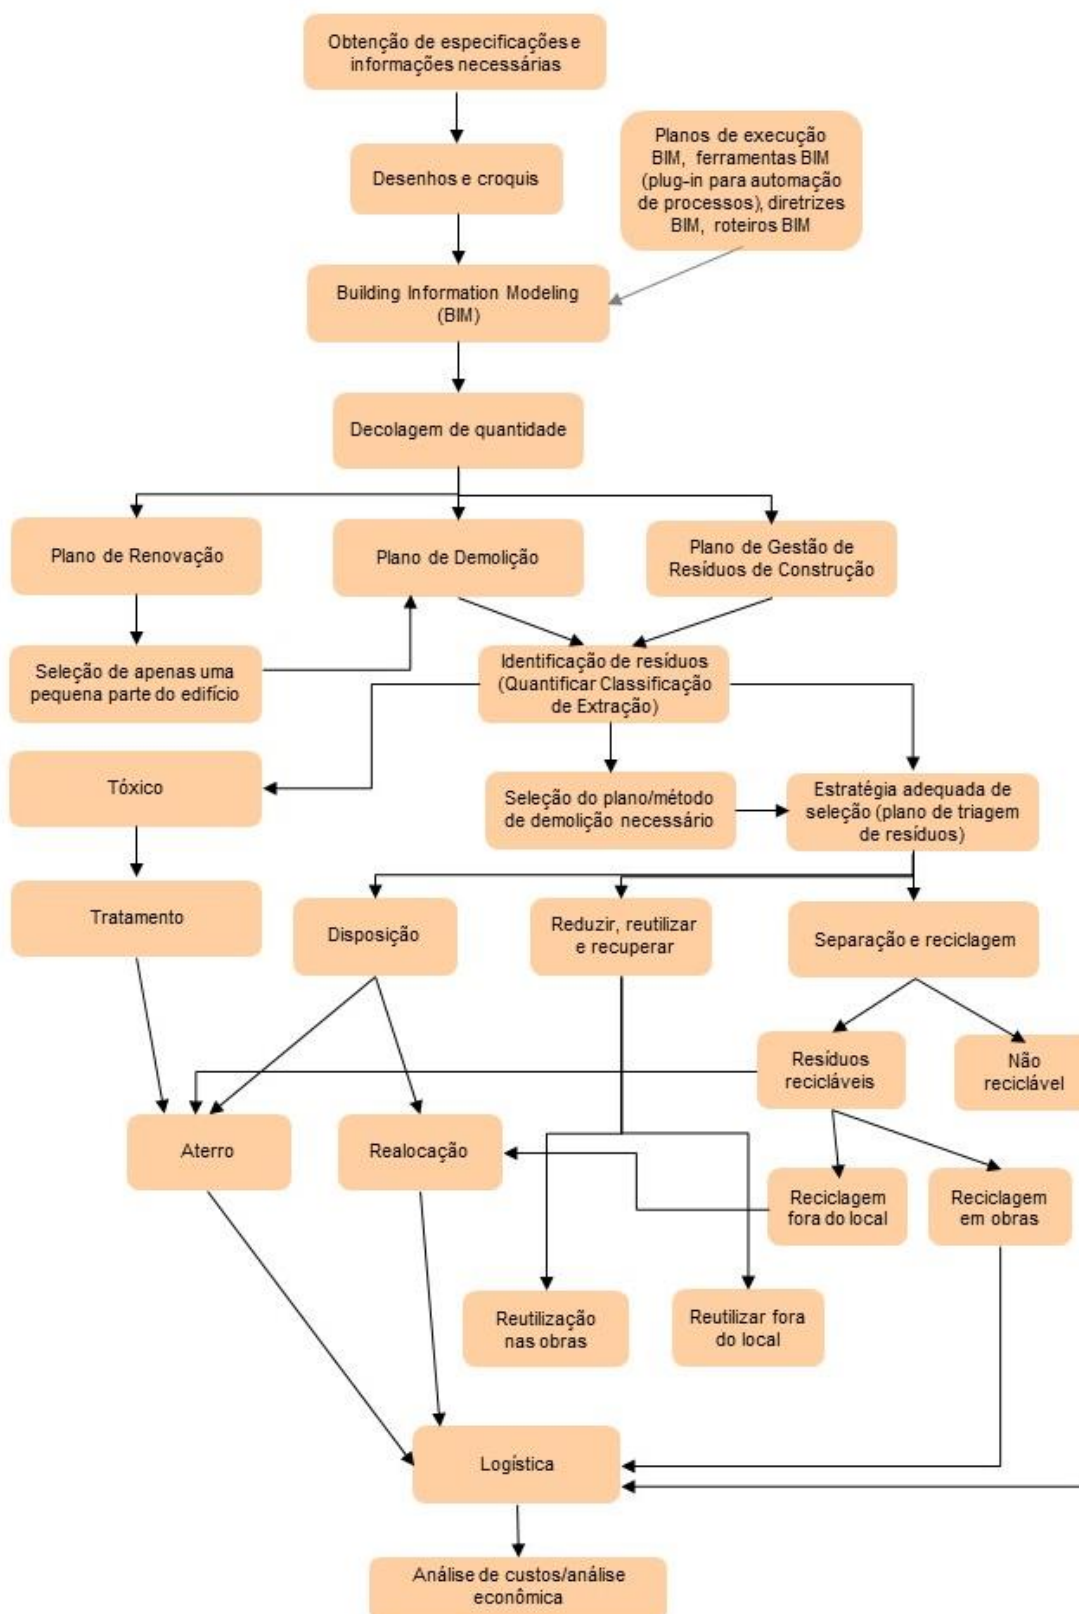 Obtenção de especificações e
informações necessárias
Desenhos e croquis
Planos de execução
BIM, ferramentas BIM
(plug-in para automação
de processos), diretrizes
BIM, roteiros BIM
Building Information Modeling
(BIM)
Decolagem de quantidade
Plano de Renovação
Plano de Demolição
Plano de Gestão de
Resíduos de Construção
Seleção de apenas uma
pequena parte do edifício
Identificação de resíduos
(Quantificar Classificação
de Extração)
Tóxico
Seleção do plano/método
de demolição necessário
Estratégia adequada de
seleção (plano de triagem
de resíduos)
Tratamento
Disposição
Reduzir, reutilizar
e recuperar
Separação e reciclagem
Resíduos
recicláveis
Não
reciclável
Aterro
Realocação
Reciclagem
fora do local
Reciclagem
em obras
Reutilização
nas obras
Reutilizar fora
do local
Logística
Análise de custos/análise
econômica